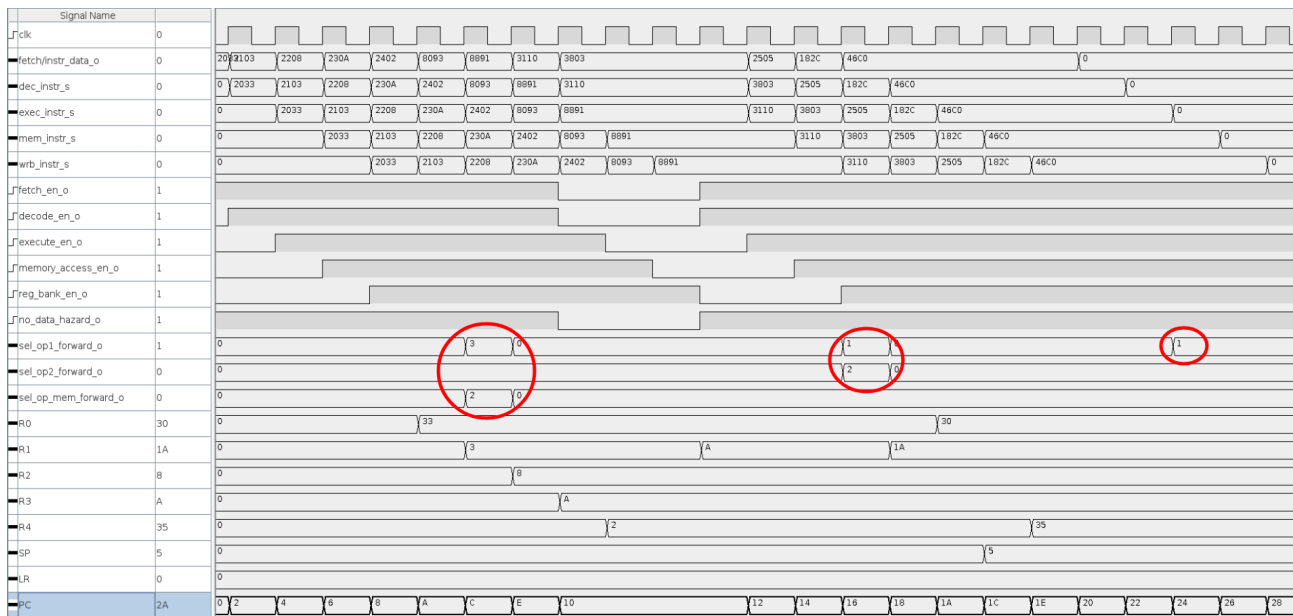 Signal Name
clk 0
fetch/instr_data_o 0 2103 2208 230A 2402 8093 8891 3110 3803 2505 182C 46C0 0
dec_instr_s 0 0 2033 2103 2208 230A 2402 8093 8891 3110 3803 2505 182C 46C0 0
exec_instr_s 0 0 2033 2103 2208 230A 2402 8093 8891 3110 3803 2505 182C 46C0 0
mem_instr_s 0 0 2033 2103 2208 230A 2402 8093 8891 3110 3803 2505 182C 46C0 0
wrb_instr_s 0 0 2033 2103 2208 230A 2402 8093 8891 3110 3803 2505 182C 46C0 0
fetch_en_o 1
decode_en_o 1
execute_en_o 1
memory_access_en_o 1
reg_bank_en_o 1
no_data_hazard_o 1
sel_op1_forward_o 1 0 3 0 1 1
sel_op2_forward_o 0 0 2 0
sel_op_mem_forward_o 0 0 2 0
R0 30 0 33 30
R1 1A 0 3 A 1A
R2 8 0 8
R3 A 0 A
R4 35 0 2 35
SP 5 0 5
LR 0 0
PC 2A 0 2 4 6 8 A C E 10 12 14 16 18 1A 1C 1E 20 22 24 26 28